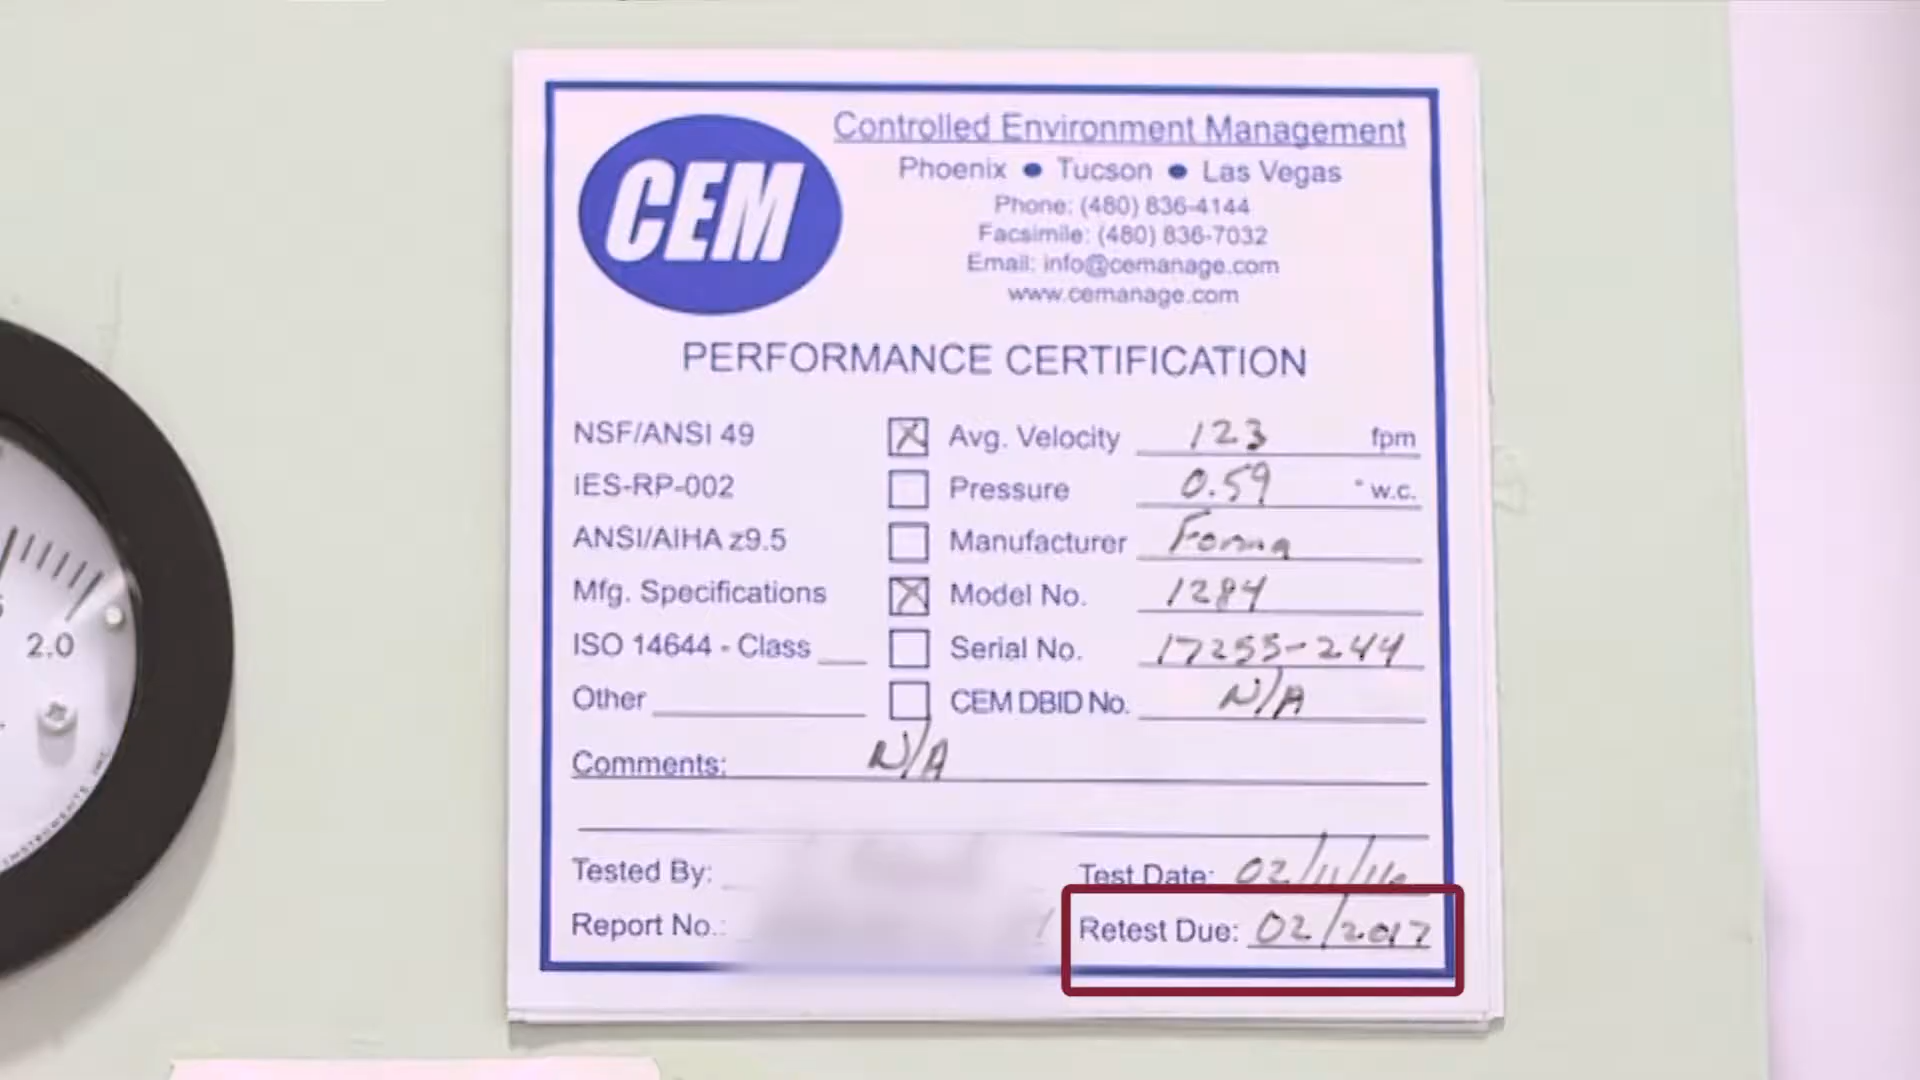 CEM
Controlled Environment Management
Phoenix ● Tucson ● Las Vegas
Phone: (480) 836-4144
Facsimile: (480) 836-7032
Email: info@cemanage.com
www.cemanage.com
PERFORMANCE CERTIFICATION
NSF/ANSI 49 Avg. Velocity 123 fpm
IES-RP-002 Pressure 0.59 " w.c.
ANSI/AIHA z9.5 Manufacturer Forma
Mfg. Specifications Model No. 1284
ISO 14644 - Class Serial No. 17255-244
Other CEM DBID No. N/A
Comments: N/A
Tested By: Test Date: 02/11/16
Report No.: Retest Due: 02/2017
2.0